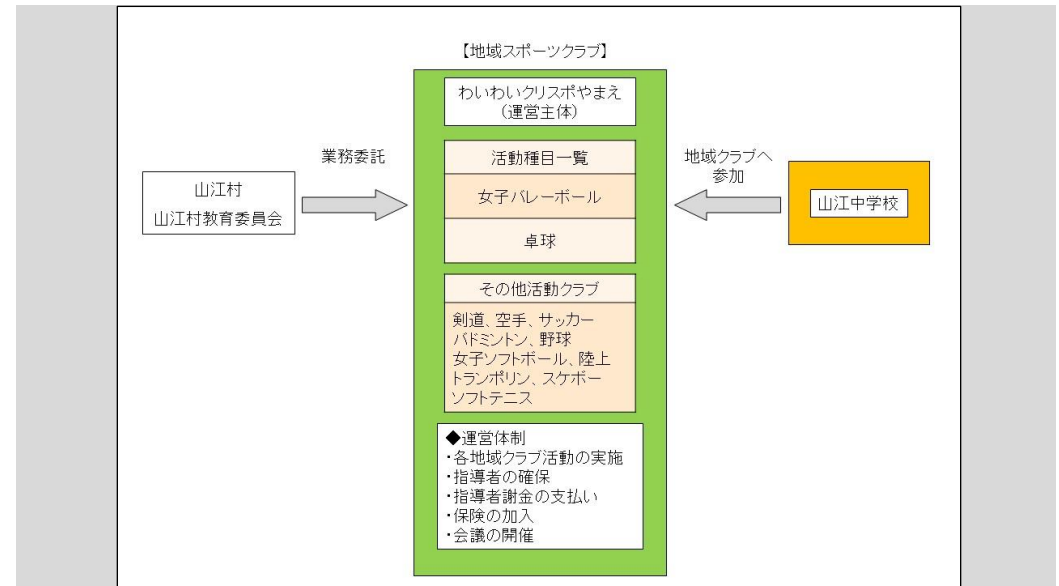 【地域スポーツクラブ】
わいわいクリスポやまえ
(運営主体)
業務委託
山江村
山江村教育委員会
活動種目一覧
女子バレーボール
卓球
地域クラブへ
参加
山江中学校
その他活動クラブ
剣道、空手、サッカー
バドミントン、野球
女子ソフトボール、陸上
トランポリン、スケボー
ソフトテニス
◆運営体制
・各地域クラブ活動の実施
・指導者の確保
・指導者謝金の支払い
・保険の加入
・会議の開催